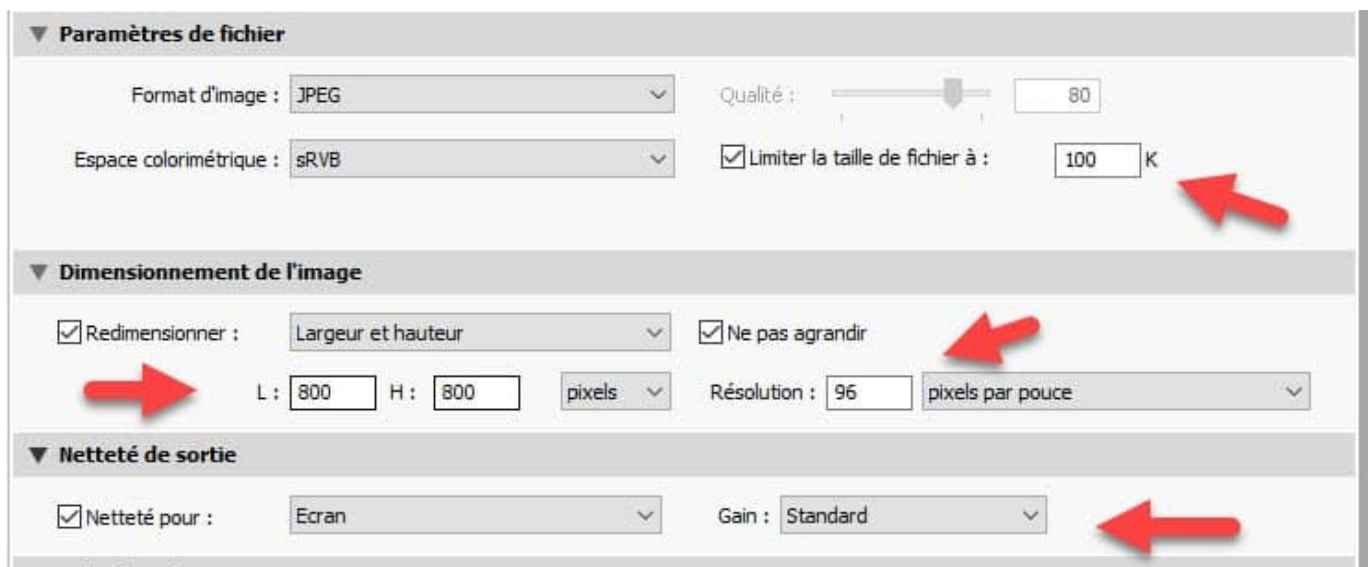 Paramètres de fichier
Format d'image : JPEG Qualité : 80
Espace colorimétrique : sRVB Limiter la taille de fichier à : 100 K
Dimensionnement de l'image
Redimensionner : Largeur et hauteur Ne pas agrandir
L : 800 H : 800 pixels Résolution : 96 pixels par pouce
Netteté de sortie
Netteté pour : Ecran Gain : Standard